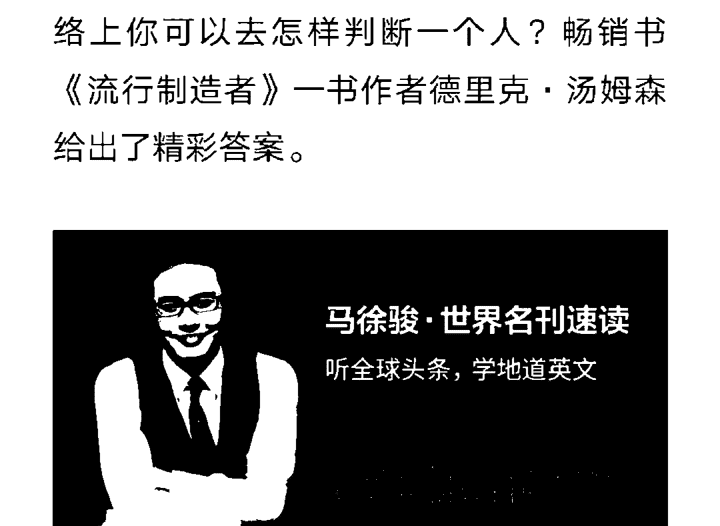 络上你可以去怎样判断一个人？畅销书
《流行制造者》一书作者德里克·汤姆森
给出了精彩答案。
马徐骏·世界名刊速读
听全球头条，学地道英文